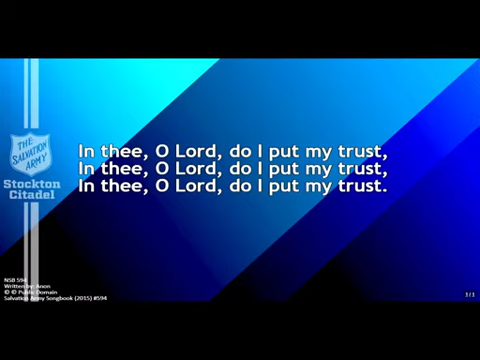 In thee, O Lord, do I put my trust,
In thee, O Lord, do I put my trust,
In thee, O Lord, do I put my trust.
THE
SALVATION
ARMY
Stockton
Citadel
NSB 594
Written by: Anon
© © Public Domain
Salvation Army Songbook (2015) #594
3/3